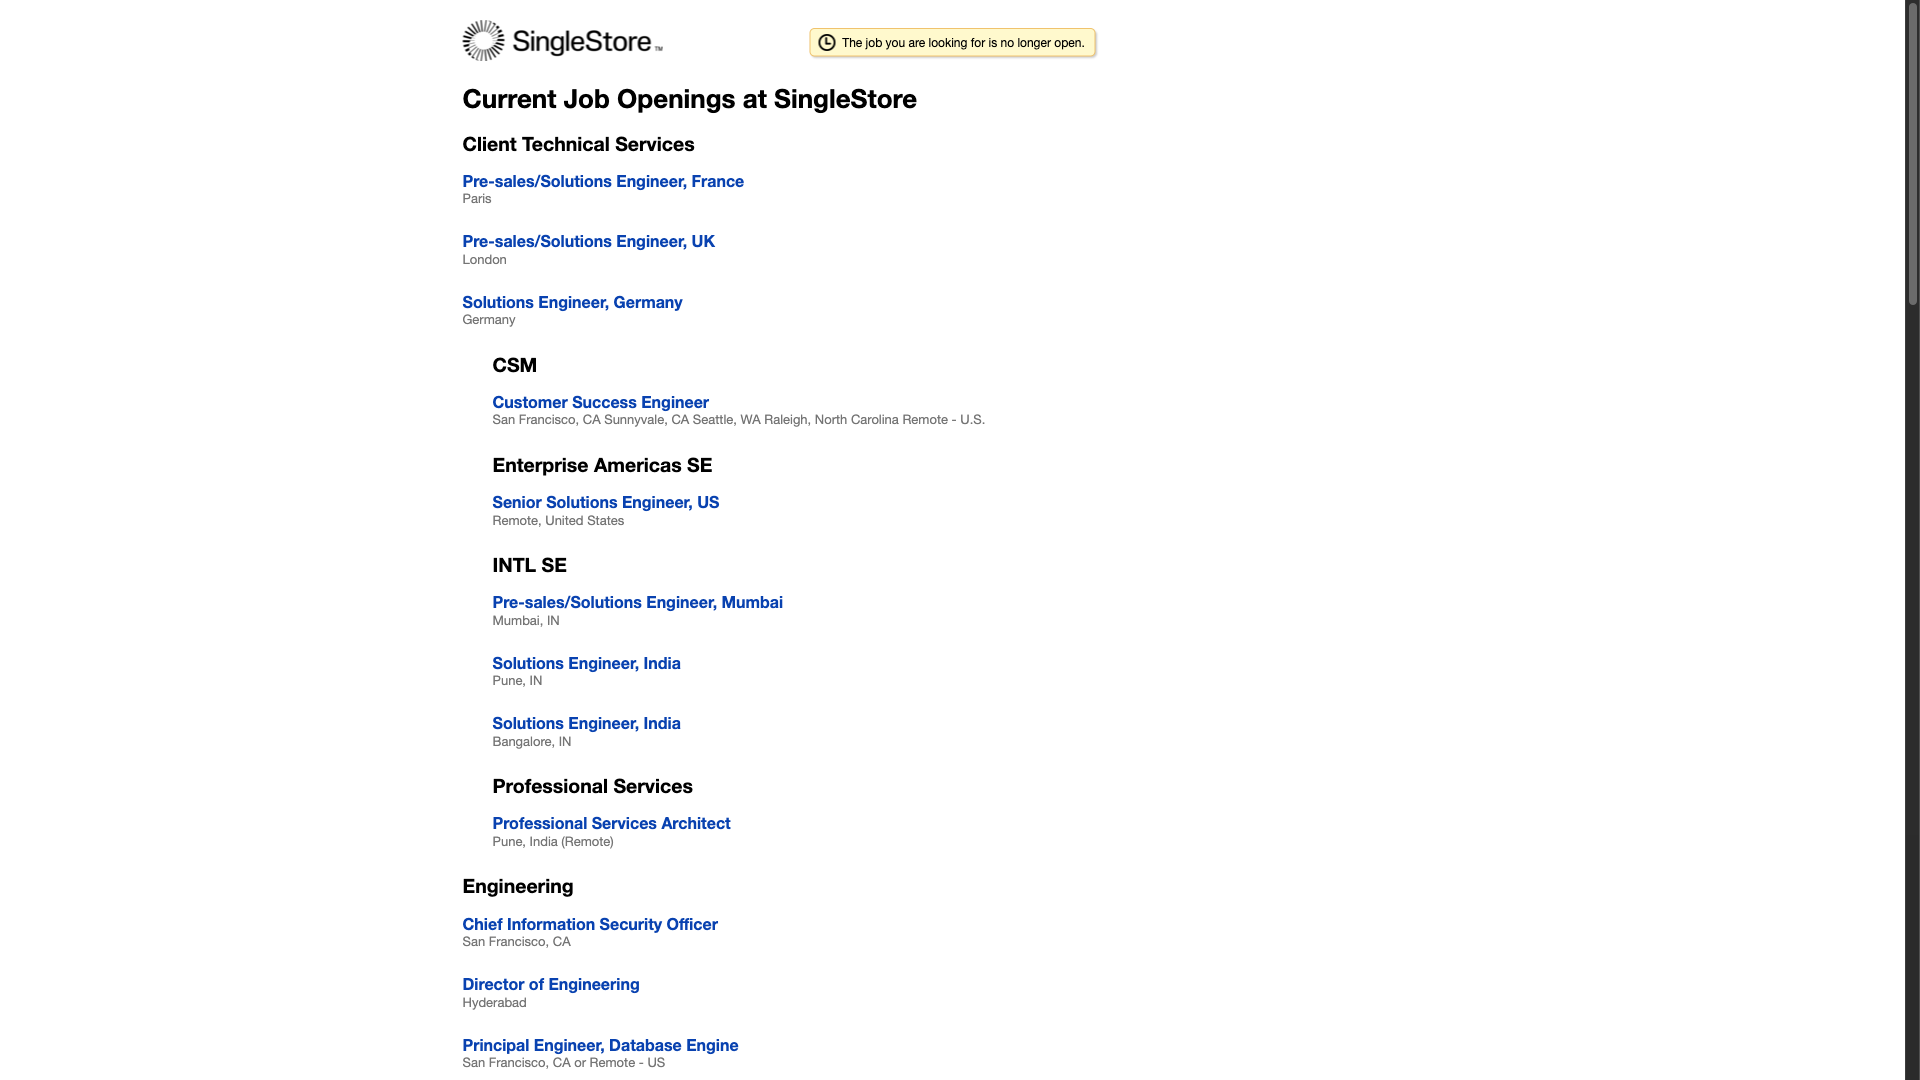 SingleStore™
The job you are looking for is no longer open.
Current Job Openings at SingleStore
Client Technical Services
Pre-sales/Solutions Engineer, France
Paris
Pre-sales/Solutions Engineer, UK
London
Solutions Engineer, Germany
Germany
CSM
Customer Success Engineer
San Francisco, CA Sunnyvale, CA Seattle, WA Raleigh, North Carolina Remote - U.S.
Enterprise Americas SE
Senior Solutions Engineer, US
Remote, United States
INTL SE
Pre-sales/Solutions Engineer, Mumbai
Mumbai, IN
Solutions Engineer, India
Pune, IN
Solutions Engineer, India
Bangalore, IN
Professional Services
Professional Services Architect
Pune, India (Remote)
Engineering
Chief Information Security Officer
San Francisco, CA
Director of Engineering
Hyderabad
Principal Engineer, Database Engine
San Francisco, CA or Remote - US